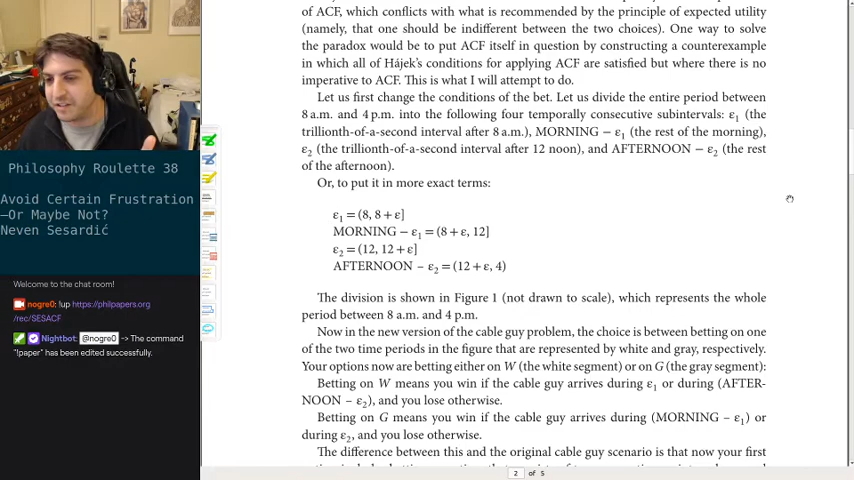 of ACF, which conflicts with what is recommended by the principle of expected utility
(namely, that one should be indifferent between the two choices). One way to solve
the paradox would be to put ACF itself in question by constructing a counterexample
in which all of Hájek's conditions for applying ACF are satisfied but where there is no
imperative to ACF. This is what I will attempt to do.
Let us first change the conditions of the bet. Let us divide the entire period between
8 a.m. and 4 p.m. into the following four temporally consecutive subintervals: ε1 (the
trillionth-of-a-second interval after 8 a.m.), MORNING – ε1 (the rest of the morning),
ε2 (the trillionth-of-a-second interval after 12 noon), and AFTERNOON – ε2 (the rest
of the afternoon).
Or, to put it in more exact terms:
ε1 = (8, 8 + ε]
MORNING – ε1 = (8 + ε, 12]
ε2 = (12, 12 + ε]
AFTERNOON – ε2 = (12 + ε, 4)
The division is shown in Figure 1 (not drawn to scale), which represents the whole
period between 8 a.m. and 4 p.m.
Now in the new version of the cable guy problem, the choice is between betting on one
of the two time periods in the figure that are represented by white and gray, respectively.
Your options now are betting either on W (the white segment) or on G (the gray segment):
Betting on W means you win if the cable guy arrives during ε1 or during (AFTER-
NOON – ε2), and you lose otherwise.
Betting on G means you win if the cable guy arrives during (MORNING – ε1) or
during ε2, and you lose otherwise.
The difference between this and the original cable guy scenario is that now your first
2 of 5
Philosophy Roulette 38
Avoid Certain Frustration
—Or Maybe Not?
Neven Sesardić
Welcome to the chat room!
nogre0: !up https://philpapers.org
/rec/SESACF
Nightbot: @nogre0 -> The command
"!paper" has been edited successfully.